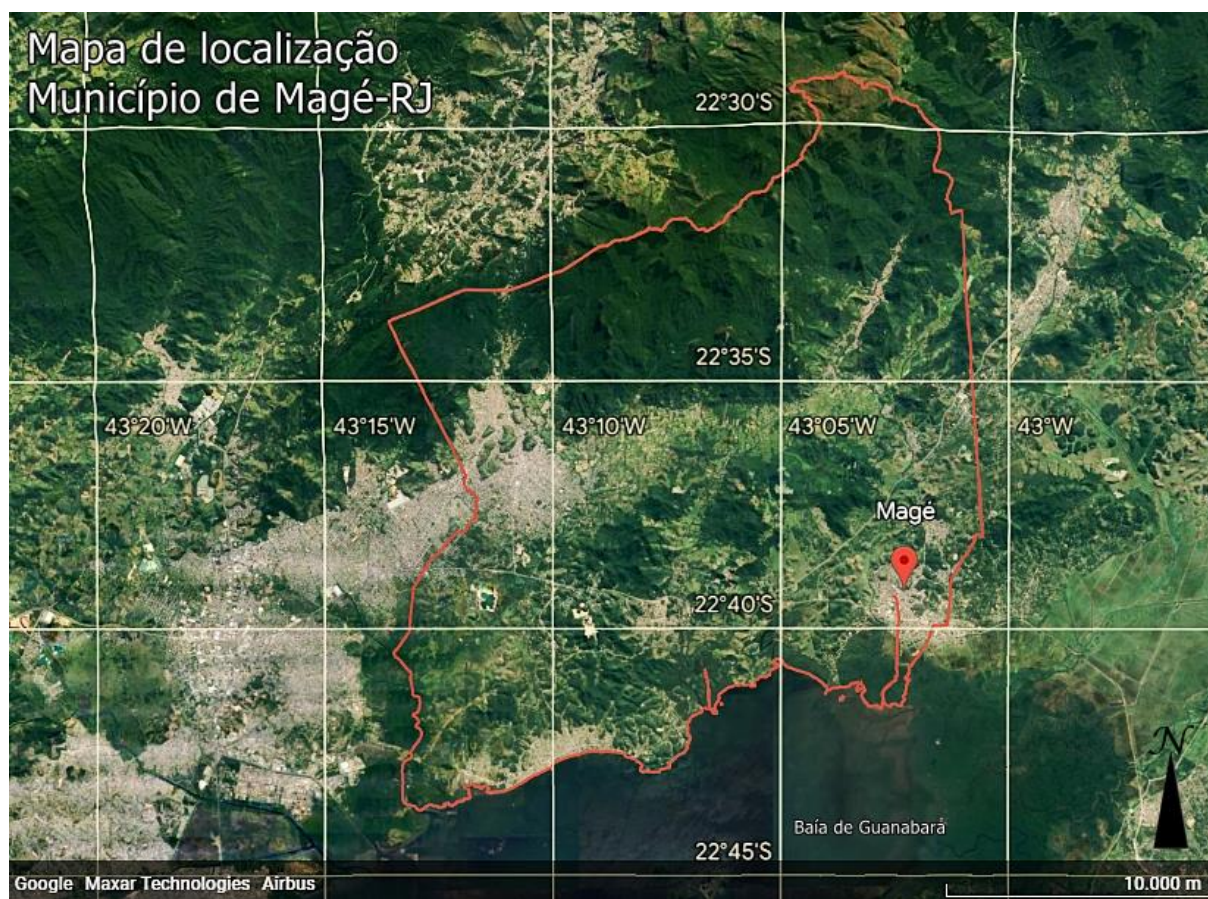 Mapa de localização
Município de Magé-RJ
22°30'S
22°35'S
43°20'W
43°15'W
43°10'W
43°05'W
43°W
Magé
22°40'S
Baía de Guanabara
22°45'S
N
Google Maxar Technologies Airbus
10.000 m